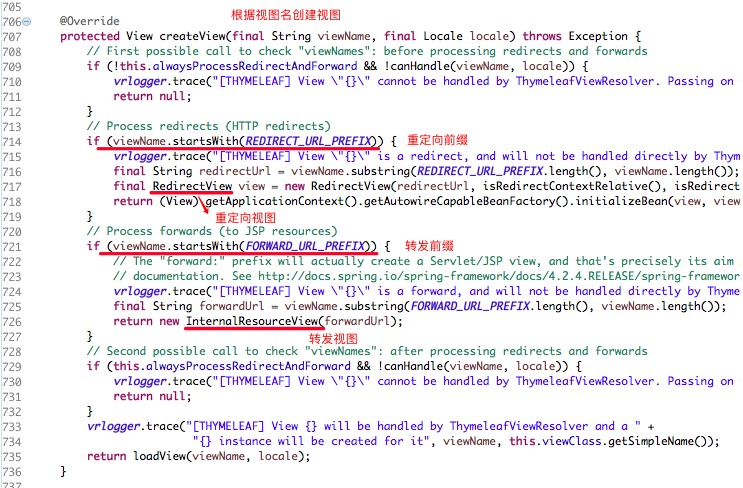 705
706 @Override 根据视图名创建视图
707 protected View createView(final String viewName, final Locale locale) throws Exception {
708 // First possible call to check "viewNames": before processing redirects and forwards
709 if (!this.alwaysProcessRedirectAndForward && !canHandle(viewName, locale)) {
710 vrlogger.trace("[THYMELEAF] View \"{}\" cannot be handled by ThymeleafViewResolver. Passing on
711 return null;
712 }
713 // Process redirects (HTTP redirects)
714 if (viewName.startsWith(REDIRECT_URL_PREFIX)) { 重定向前缀
715 vrlogger.trace("[THYMELEAF] View \"{}\" is a redirect, and will not be handled directly by Thym
716 final String redirectUrl = viewName.substring(REDIRECT_URL_PREFIX.length(), viewName.length());
717 final RedirectView view = new RedirectView(redirectUrl, isRedirectContextRelative(), isRedirect
718 return (View) getApplicationContext().getAutowireCapableBeanFactory().initializeBean(view, view
719 }
重定向视图
720 // Process forwards (to JSP resources)
721 if (viewName.startsWith(FORWARD_URL_PREFIX)) { 转发前缀
722 // The "forward:" prefix will actually create a Servlet/JSP view, and that's precisely its aim
723 // documentation. See http://docs.spring.io/spring-framework/docs/4.2.4.RELEASE/spring-framewor
724 vrlogger.trace("[THYMELEAF] View \"{}\" is a forward, and will not be handled directly by Thyme
725 final String forwardUrl = viewName.substring(FORWARD_URL_PREFIX.length(), viewName.length());
726 return new InternalResourceView(forwardUrl);
727 }
转发视图
728 // Second possible call to check "viewNames": after processing redirects and forwards
729 if (this.alwaysProcessRedirectAndForward && !canHandle(viewName, locale)) {
730 vrlogger.trace("[THYMELEAF] View \"{}\" cannot be handled by ThymeleafViewResolver. Passing on
731 return null;
732 }
733 vrlogger.trace("[THYMELEAF] View {} will be handled by ThymeleafViewResolver and a " +
734 "{} instance will be created for it", viewName, this.viewClass.getSimpleName());
735 return loadView(viewName, locale);
736 }
737